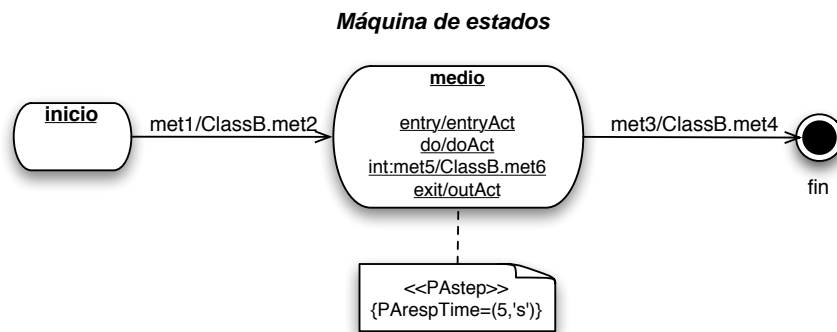 Máquina de estados
inicio
met1/ClassB.met2
medio
entry/entryAct
do/doAct
int:met5/ClassB.met6
exit/outAct
met3/ClassB.met4
fin
<<PAstep>>
{PArespTime=(5,'s')}